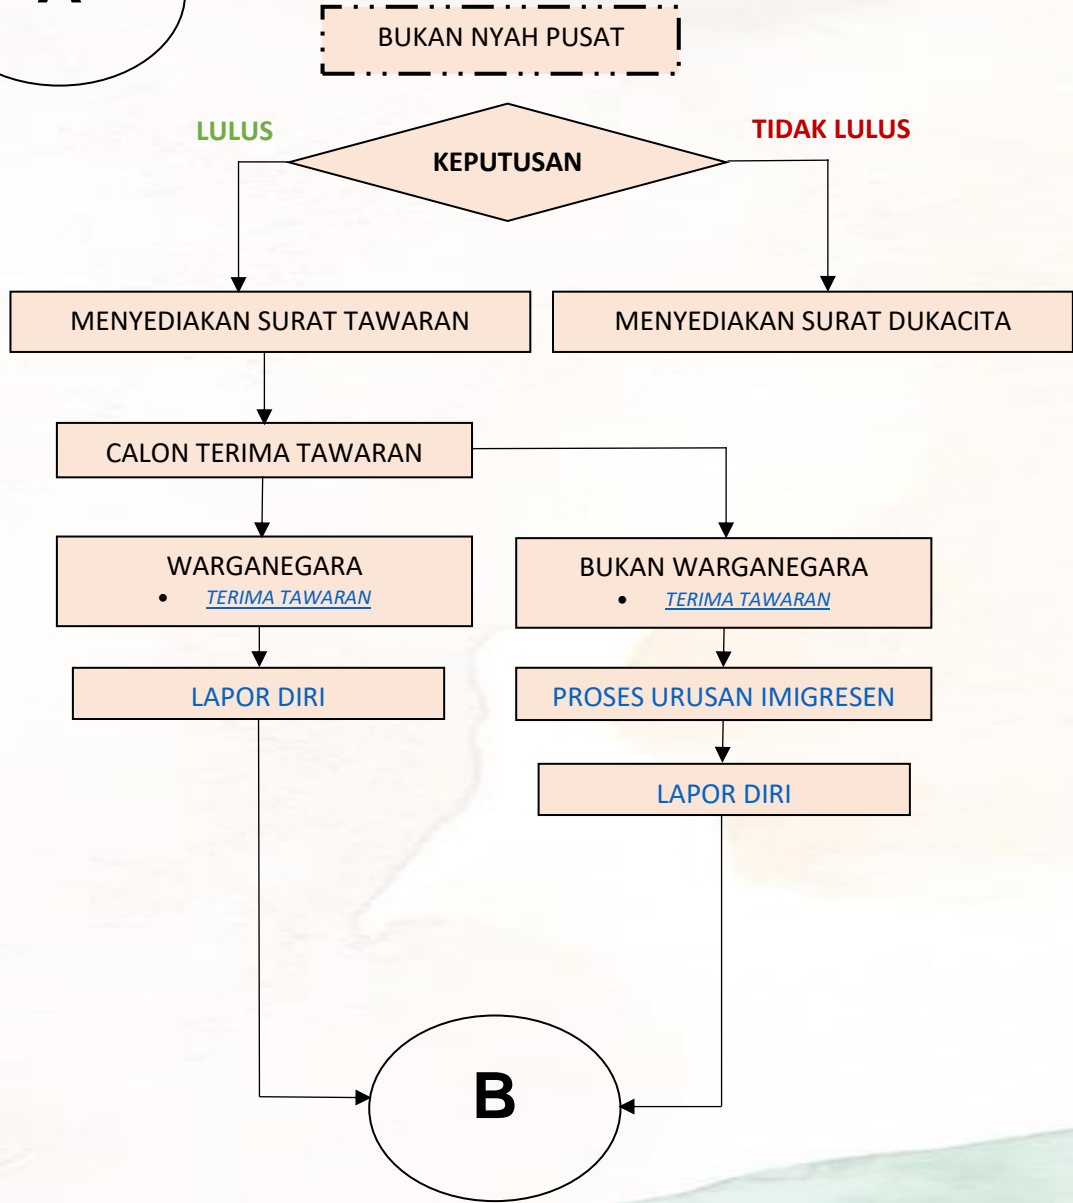 BUKAN NYAH PUSAT
LULUS
TIDAK LULUS
KEPUTUSAN
MENYEDIAKAN SURAT TAWARAN
MENYEDIAKAN SURAT DUKACITA
CALON TERIMA TAWARAN
WARGANEGARA
• TERIMA TAWARAN
BUKAN WARGANEGARA
• TERIMA TAWARAN
LAPOR DIRI
PROSES URUSAN IMIGRESEN
LAPOR DIRI
B